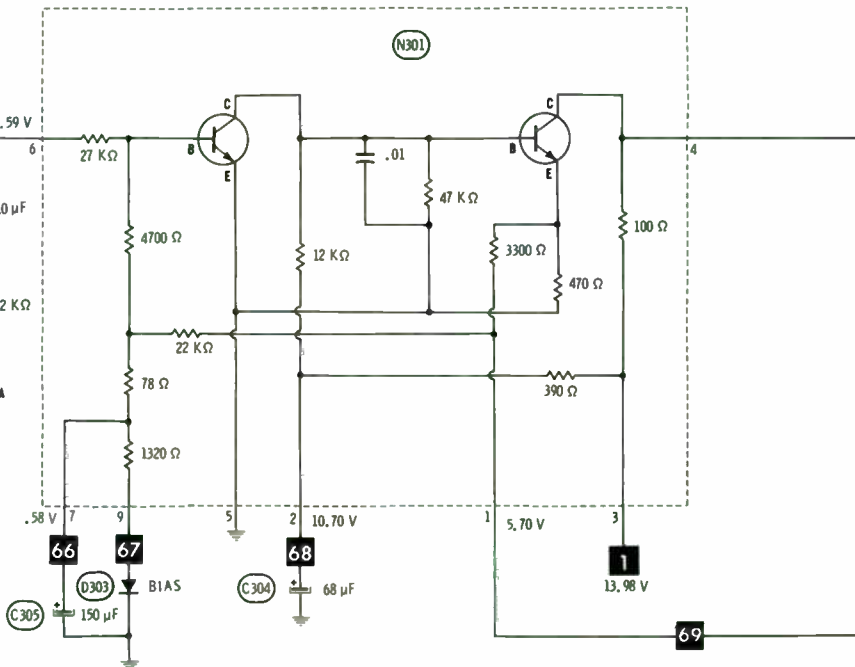 N301
C
C
.59 V
6
27 KΩ
B
E
.01
B
E
4
0 µF
4700 Ω
47 KΩ
3300 Ω
100 Ω
12 KΩ
470 Ω
2 KΩ
22 KΩ
78 Ω
390 Ω
A
1320 Ω
.58 V 7
9
5
2
10.70 V
1
5.70 V
3
66
67
68
1
13.98 V
D303
BIAS
C304
+
68 µF
C305
+
150 µF
69